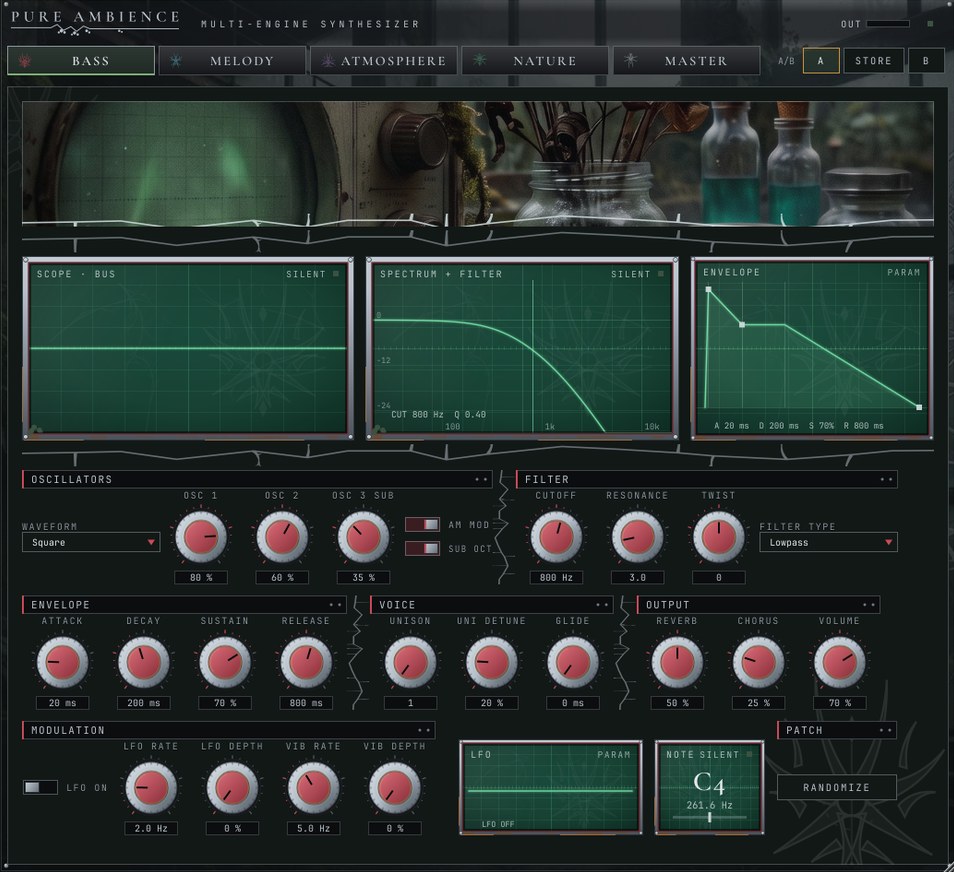 PURE AMBIENCE
MULTI-ENGINE SYNTHESIZER
OUT
BASS
MELODY
ATMOSPHERE
NATURE
MASTER
A/B
A
STORE
B
SCOPE · BUS
SILENT
SPECTRUM + FILTER
SILENT
0
-12
-24
CUT 800 Hz Q 0.40
100
1k
10k
ENVELOPE
PARAM
A 20 ms D 200 ms S 70% R 800 ms
OSCILLATORS
OSC 1
OSC 2
OSC 3 SUB
WAVEFORM
Square
80 %
60 %
35 %
AM MOD
SUB OCT
FILTER
CUTOFF
RESONANCE
TWIST
800 Hz
3.0
0
FILTER TYPE
Lowpass
ENVELOPE
ATTACK
DECAY
SUSTAIN
RELEASE
20 ms
200 ms
70 %
800 ms
VOICE
UNISON
UNI DETUNE
GLIDE
1
20 %
0 ms
OUTPUT
REVERB
CHORUS
VOLUME
50 %
25 %
70 %
MODULATION
LFO ON
LFO RATE
LFO DEPTH
VIB RATE
VIB DEPTH
2.0 Hz
0 %
5.0 Hz
0 %
LFO
PARAM
LFO OFF
NOTE SILENT
C4
261.6 Hz
PATCH
RANDOMIZE